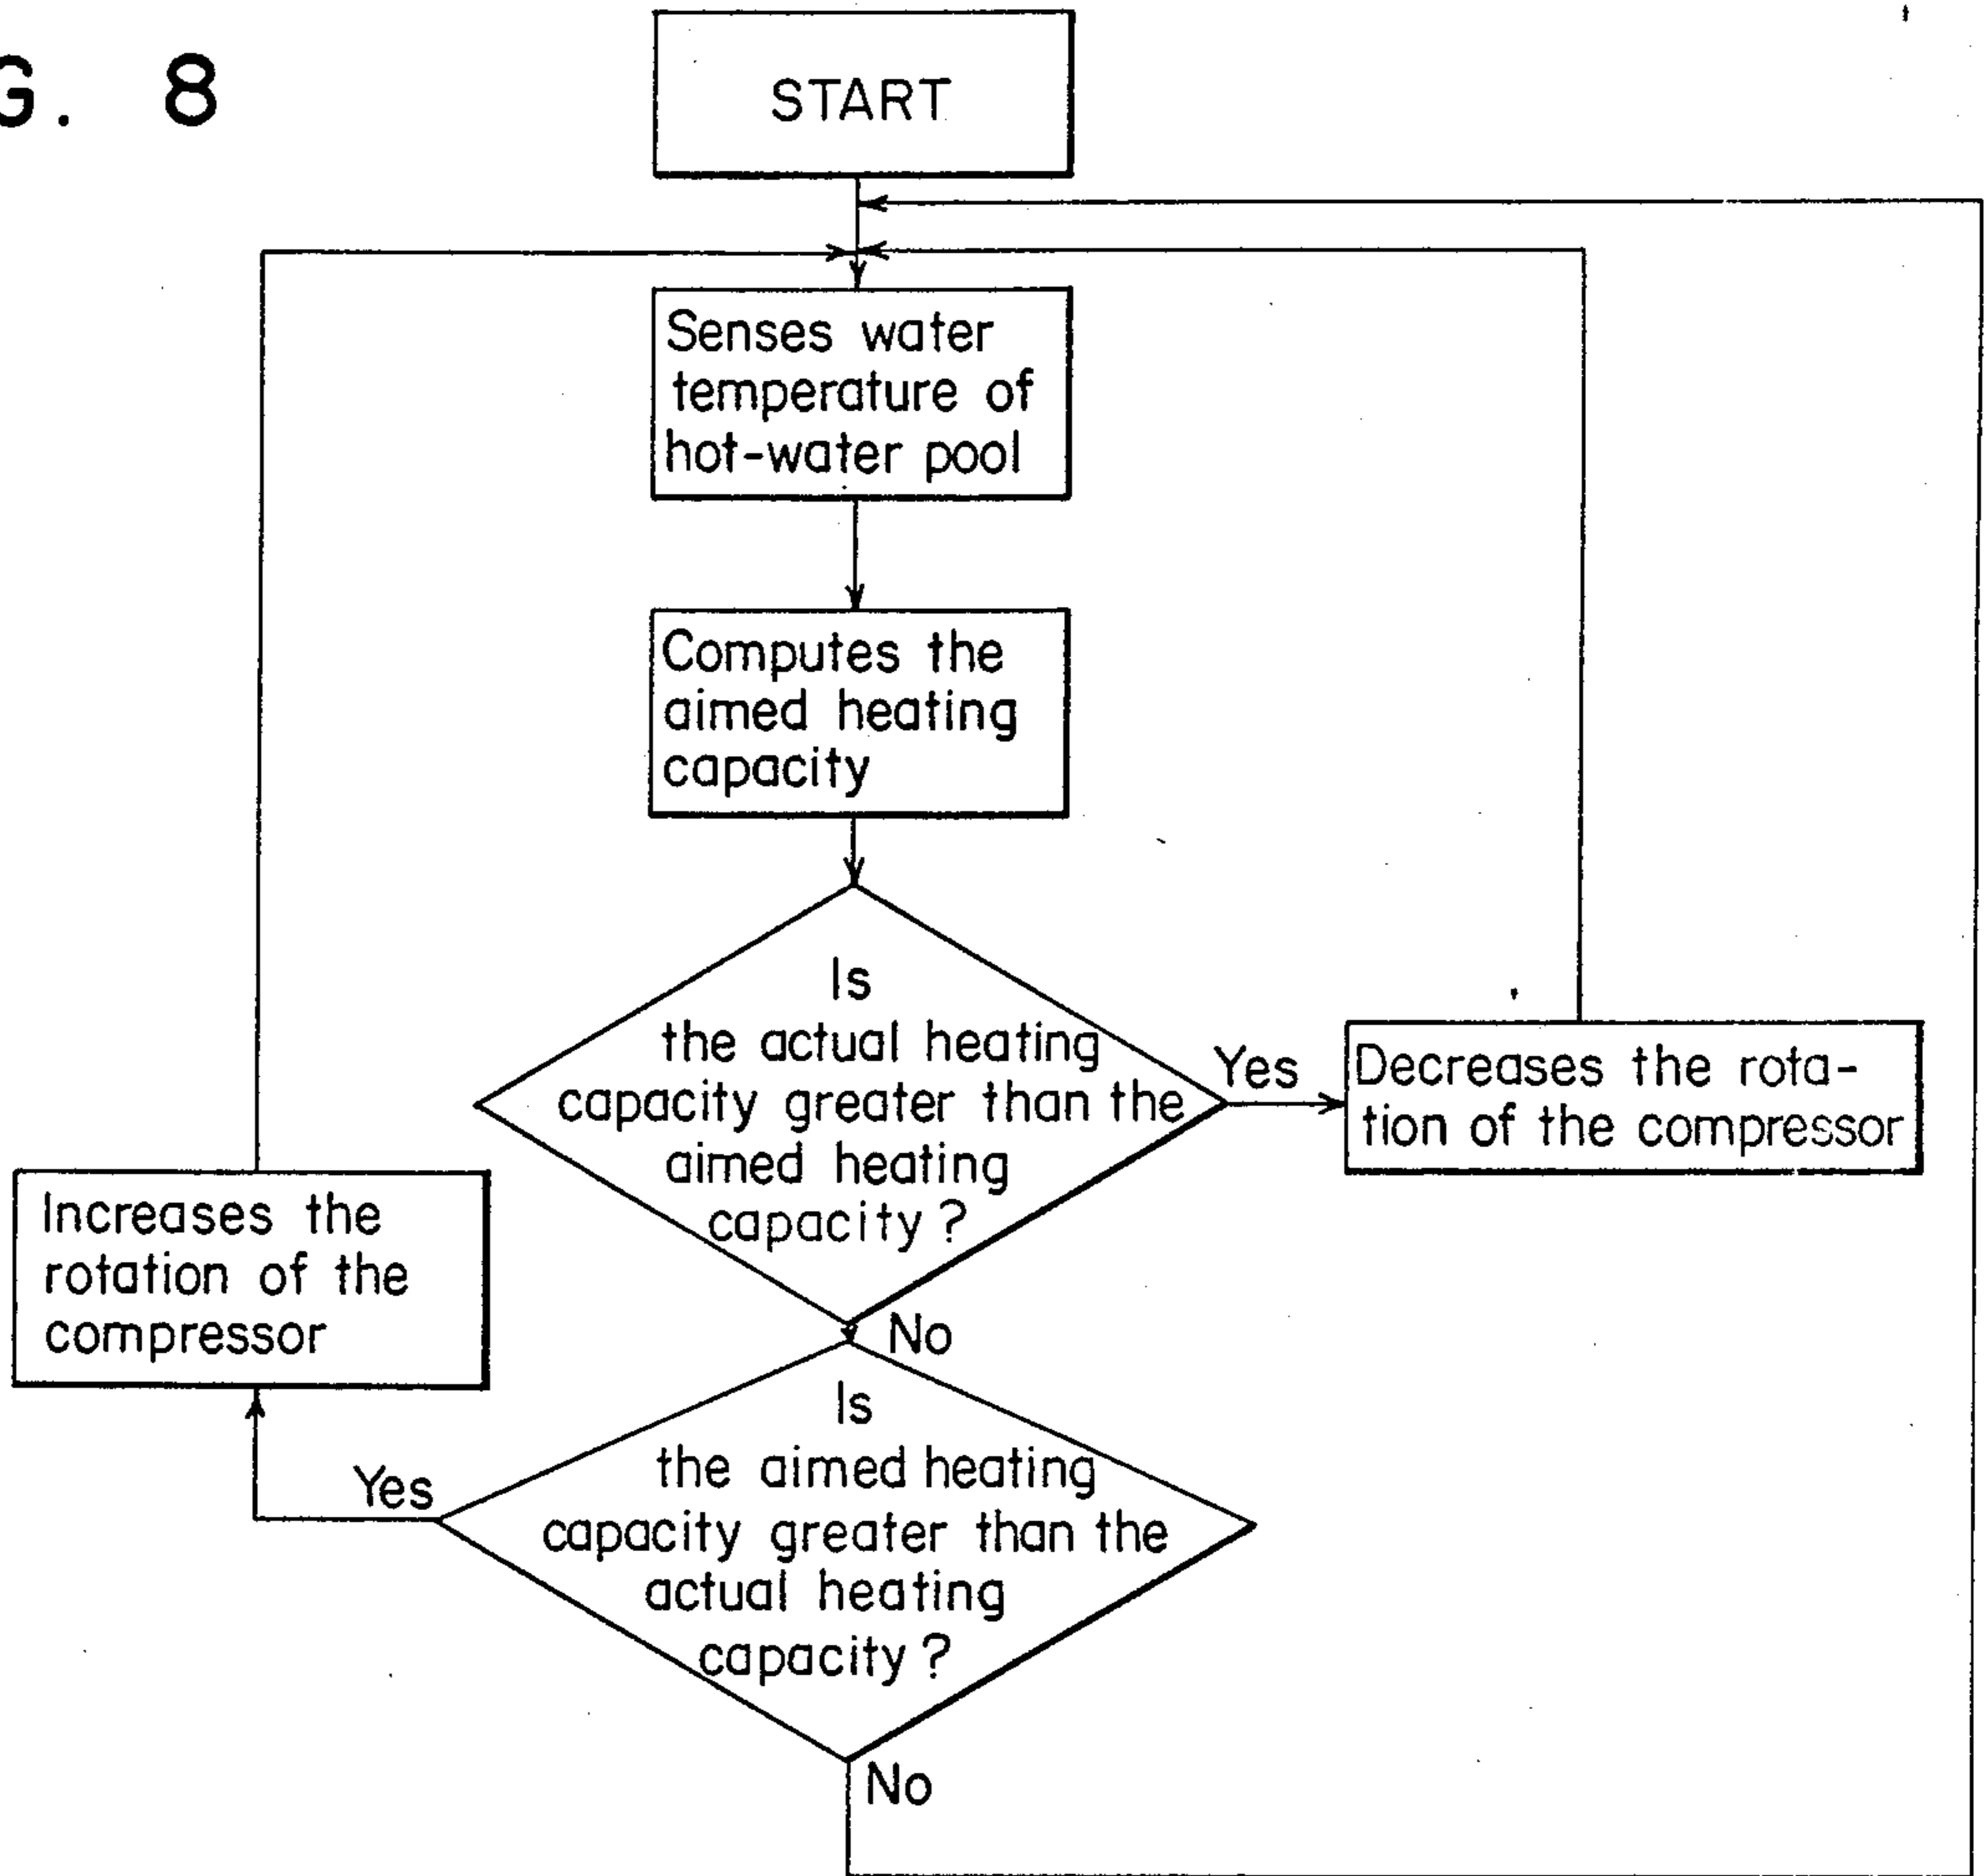 G. 8
START
Senses water
temperature of
hot-water pool
Computes the
aimed heating
capacity
Is
the actual heating
capacity greater than the
aimed heating
capacity?
Yes
Decreases the rota-
tion of the compressor
No
Increases the
rotation of the
compressor
Is
the aimed heating
capacity greater than the
actual heating
capacity?
Yes
No